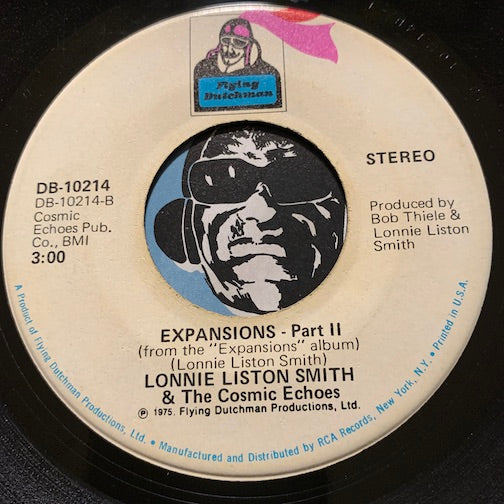 Flying
Dutchman
STEREO
DB-10214
DB-10214-B
Cosmic
Echoes Pub.
Co., BMI
3:00
Produced by
Bob Thiele &
Lonnie Liston
Smith
EXPANSIONS - Part II
(from the "Expansions" album)
(Lonnie Liston Smith)
LONNIE LISTON SMITH
& The Cosmic Echoes
℗ 1975, Flying Dutchman Productions, Ltd.
A Product of Flying Dutchman Productions, Ltd. • Manufactured and Distributed by RCA Records, New York, N.Y. • Printed in U.S.A.